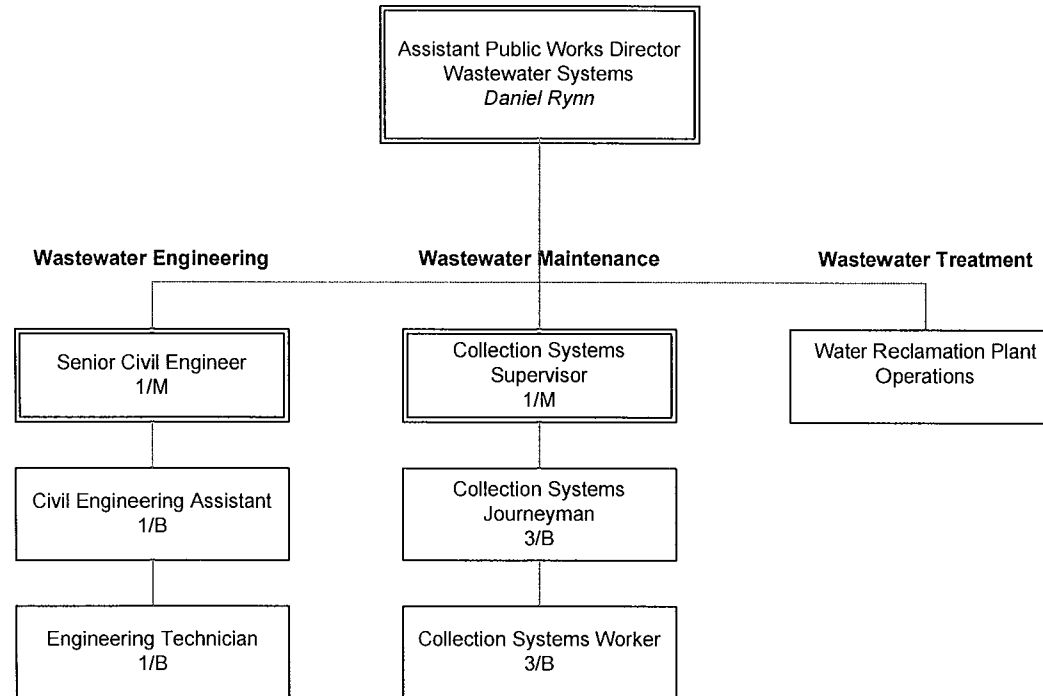 Assistant Public Works Director
Wastewater Systems
Daniel Rynn
Wastewater Engineering
Wastewater Maintenance
Wastewater Treatment
Senior Civil Engineer
1/M
Collection Systems
Supervisor
1/M
Water Reclamation Plant
Operations
Civil Engineering Assistant
1/B
Collection Systems
Journeyman
3/B
Engineering Technician
1/B
Collection Systems Worker
3/B